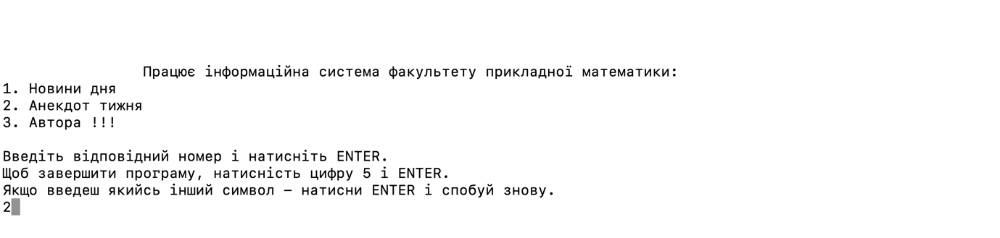 Працює інформаційна система факультету прикладної математики:
1. Новини дня
2. Анекдот тижня
3. Автора !!!
Введіть відповідний номер і натисніть ENTER.
Щоб завершити програму, натисність цифру 5 і ENTER.
Якщо введеш якийсь інший символ – натисни ENTER і спобуй знову.
2